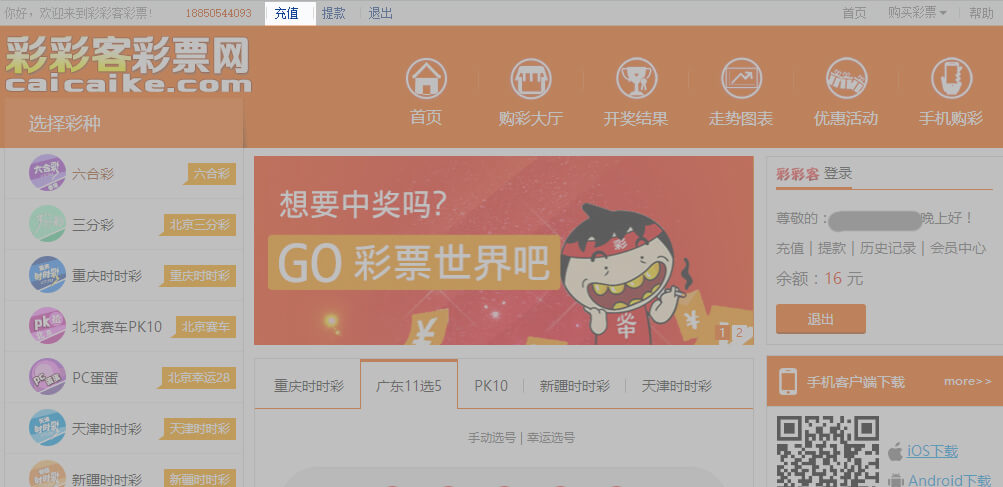 你好，欢迎来到彩彩客彩票！ 18850544093 充值 提款 退出 首页 购买彩票 帮助
彩彩客彩票网
caicaike.com
首页 购彩大厅 开奖结果 走势图表 优惠活动 手机购彩
选择彩种
六合彩 六合彩 六合彩
三分彩 北京三分彩
重庆时时彩 重庆时时彩
北京赛车PK10 北京赛车
PC蛋蛋 北京幸运28
天津时时彩 天津时时彩
新疆时时彩 新疆时时彩
想要中奖吗?
GO 彩票世界吧
彩
1 2
彩彩客 登录
尊敬的： 晚上好！
充值 | 提款 | 历史记录 | 会员中心
余额：16 元
退出
重庆时时彩 广东11选5 PK10 新疆时时彩 天津时时彩
手动选号 | 幸运选号
手机客户端下载 more>>
iOS下载
Android下载